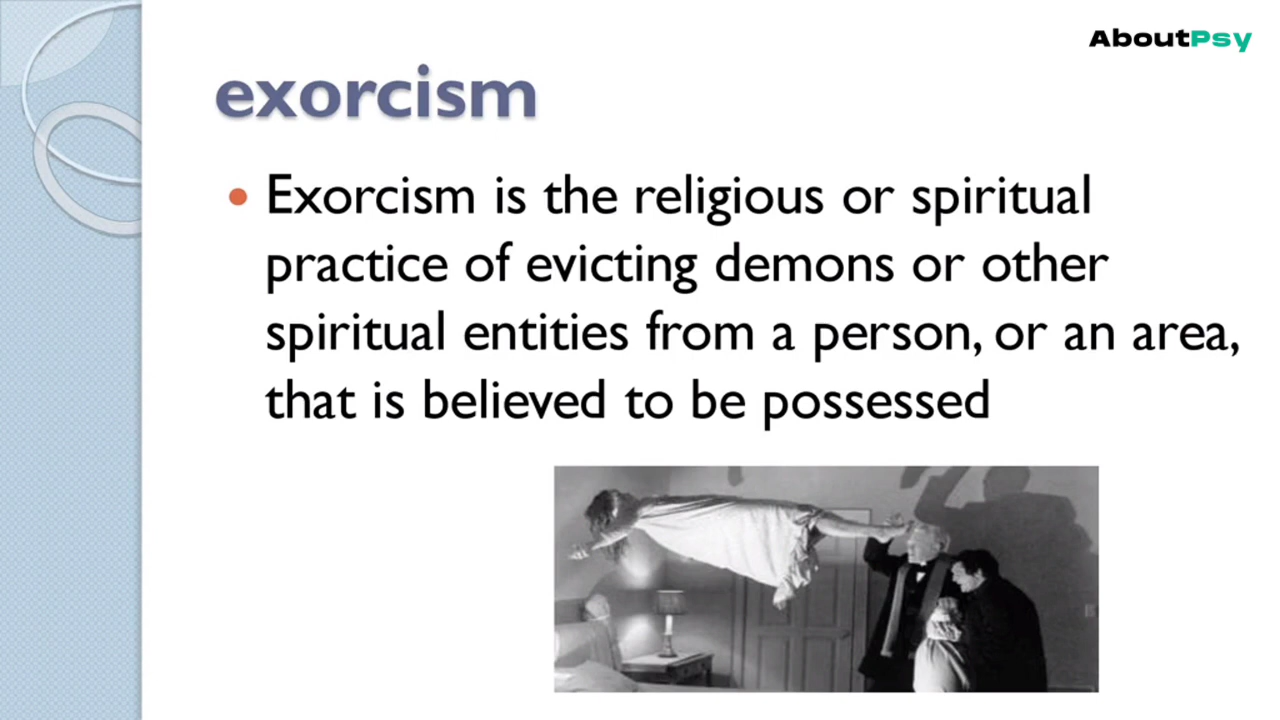 AboutPsy
exorcism
Exorcism is the religious or spiritual
practice of evicting demons or other
spiritual entities from a person, or an area,
that is believed to be possessed